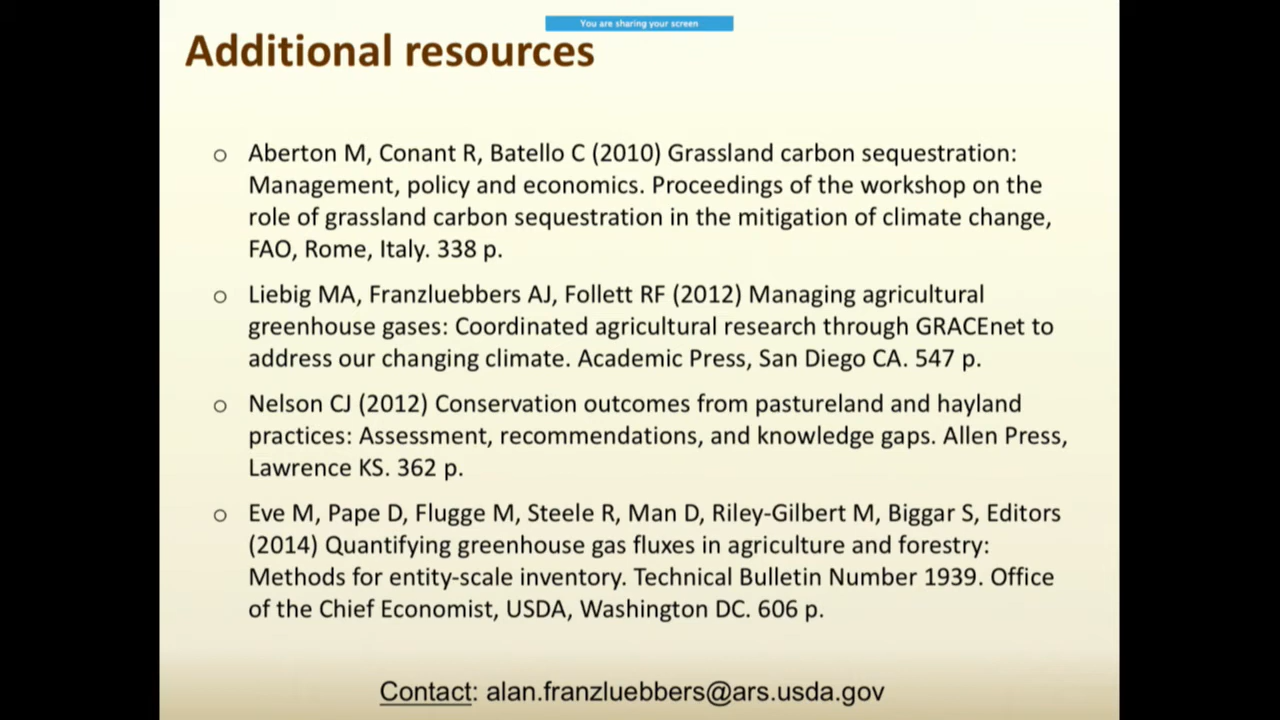 You are sharing your screen
Additional resources
o Aberton M, Conant R, Batello C (2010) Grassland carbon sequestration:
Management, policy and economics. Proceedings of the workshop on the
role of grassland carbon sequestration in the mitigation of climate change,
FAO, Rome, Italy. 338 p.
o Liebig MA, Franzluebbers AJ, Follett RF (2012) Managing agricultural
greenhouse gases: Coordinated agricultural research through GRACEnet to
address our changing climate. Academic Press, San Diego CA. 547 p.
o Nelson CJ (2012) Conservation outcomes from pastureland and hayland
practices: Assessment, recommendations, and knowledge gaps. Allen Press,
Lawrence KS. 362 p.
o Eve M, Pape D, Flugge M, Steele R, Man D, Riley-Gilbert M, Biggar S, Editors
(2014) Quantifying greenhouse gas fluxes in agriculture and forestry:
Methods for entity-scale inventory. Technical Bulletin Number 1939. Office
of the Chief Economist, USDA, Washington DC. 606 p.
Contact: alan.franzluebbers@ars.usda.gov